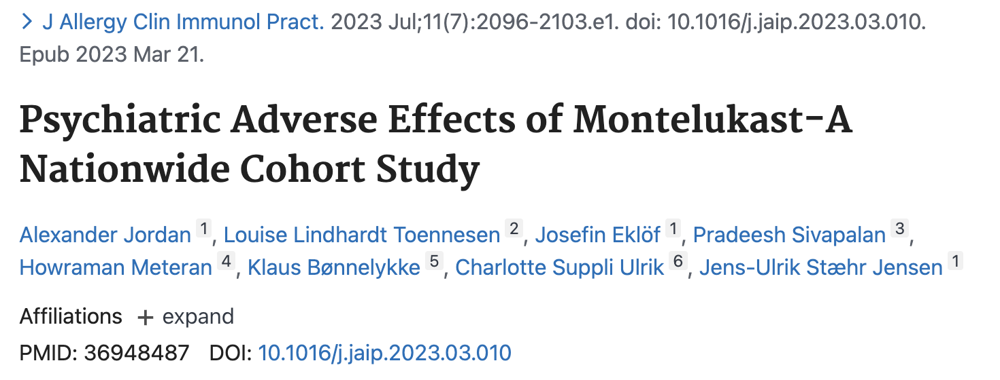 > J Allergy Clin Immunol Pract. 2023 Jul;11(7):2096-2103.e1. doi: 10.1016/j.jaip.2023.03.010.
Epub 2023 Mar 21.
Psychiatric Adverse Effects of Montelukast-A
Nationwide Cohort Study
Alexander Jordan 1, Louise Lindhardt Toennesen 2, Josefin Eklöf 1, Pradeesh Sivapalan 3,
Howraman Meteran 4, Klaus Bønnelykke 5, Charlotte Suppli Ulrik 6, Jens-Ulrik Stæhr Jensen 1
Affiliations + expand
PMID: 36948487 DOI: 10.1016/j.jaip.2023.03.010